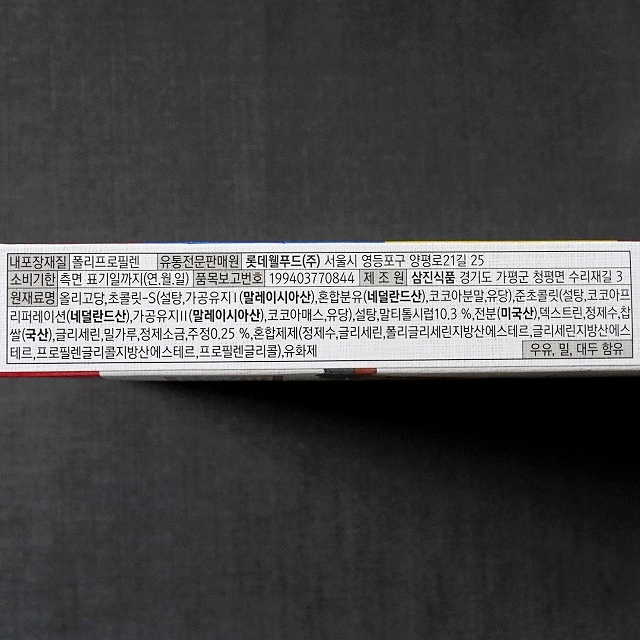 내포장재질 폴리프로필렌 유통전문판매원 롯데웰푸드(주) 서울시 영등포구 양평로21길 25
소비기한 측면 표기일까지(연.월.일) 품목보고번호 199403770844 제 조 원 삼진식품 경기도 가평군 청평면 수리재길 3
원재료명 올리고당,초콜릿-S(설탕,가공유지Ⅰ(말레이시아산),혼합분유(네덜란드산),코코아분말,유당),준초콜릿(설탕,코코아프
리퍼레이션(네덜란드산),가공유지Ⅱ(말레이시아산),코코아매스,유당),설탕,말티톨시럽10.3 %,전분(미국산),덱스트린,정제수,찹
쌀(국산),글리세린,밀가루,정제소금,주정0.25 %,혼합제제(정제수,글리세린,폴리글리세린지방산에스테르,글리세린지방산에스
테르,프로필렌글리콜지방산에스테르,프로필렌글리콜),유화제
우유, 밀, 대두 함유